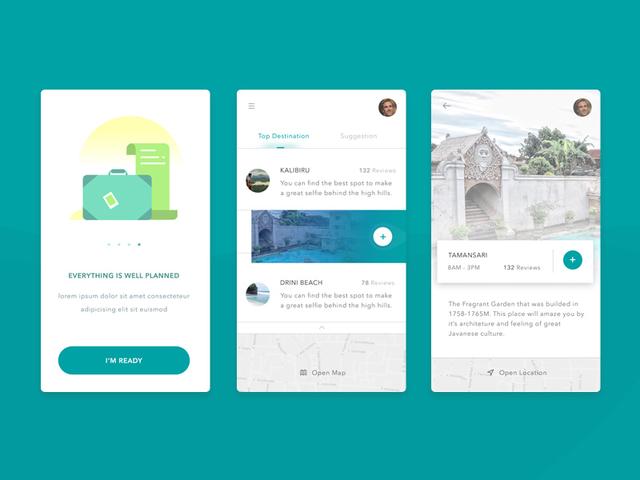 EVERYTHING IS WELL PLANNED
lorem ipsum dolor sit amet consecteteur
adipicising elit sit euismod
I'M READY
Top Destination
Suggestion
KALIBIRU
132 Reviews
You can find the best spot to make
a great selfie behind the high hills.
DRINI BEACH
78 Reviews
You can find the best spot to make
a great selfie behind the high hills.
Open Map
TAMANSARI
8AM - 3PM
132 Reviews
The Fragrant Garden that was builded in
1758-1765M. This place will amaze you by
it's architeture and feeling of great
Javanese culture.
Open Location